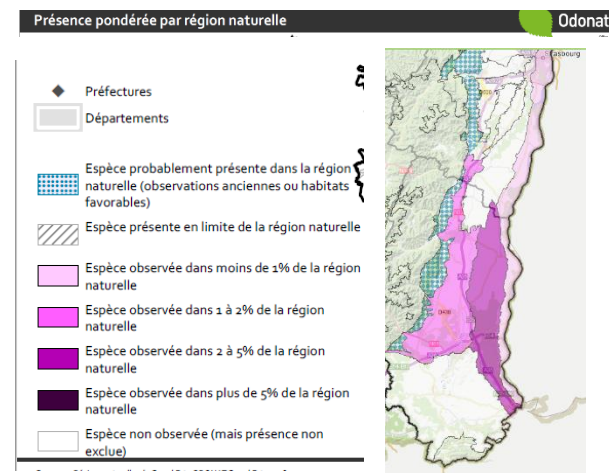 Présence pondérée par région naturelle
Odonat
Préfectures
Départements
Espèce probablement présente dans la région
naturelle (observations anciennes ou habitats
favorables)
Espèce présente en limite de la région naturelle
Espèce observée dans moins de 1% de la région
naturelle
Espèce observée dans 1 à 2% de la région
naturelle
Espèce observée dans 2 à 5% de la région
naturelle
Espèce observée dans plus de 5% de la région
naturelle
Espèce non observée (mais présence non
exclue)
Strasbourg